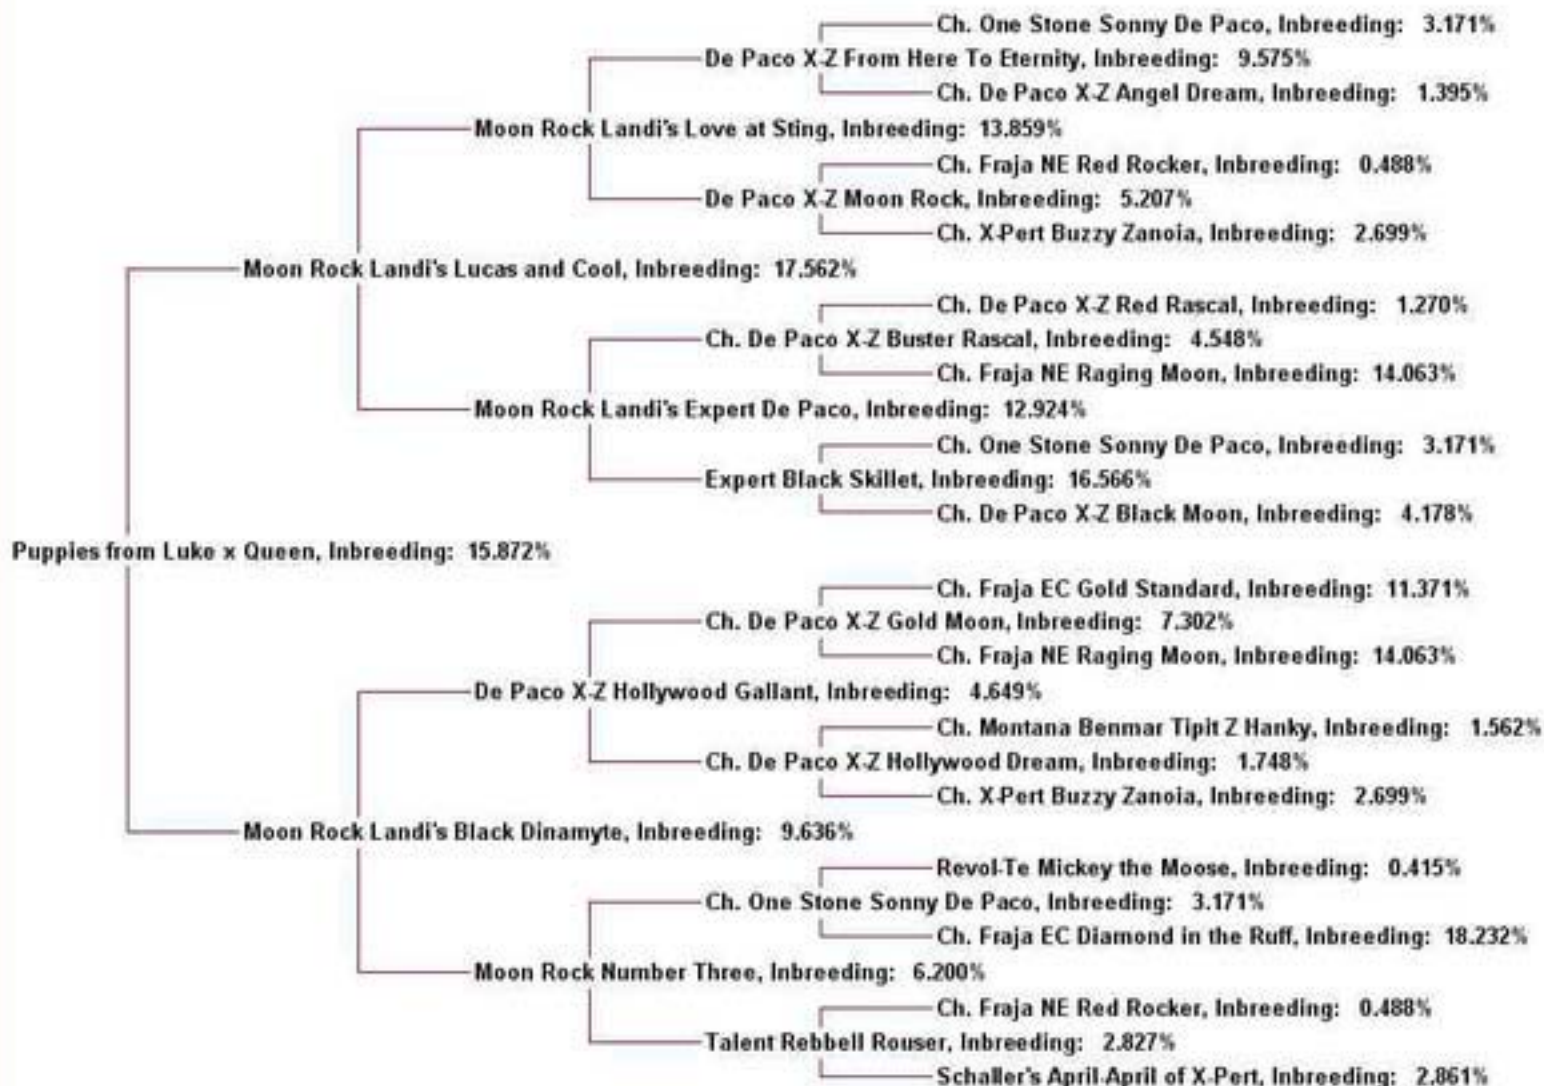 Ch. One Stone Sonny De Paco, Inbreeding: 3.171%
De Paco X-Z From Here To Eternity, Inbreeding: 9.575%
Ch. De Paco X-Z Angel Dream, Inbreeding: 1.395%
Moon Rock Landi's Love at Sting, Inbreeding: 13.859%
Ch. Fraja NE Red Rocker, Inbreeding: 0.488%
De Paco X-Z Moon Rock, Inbreeding: 5.207%
Ch. X-Pert Buzzy Zanoia, Inbreeding: 2.699%
Moon Rock Landi's Lucas and Cool, Inbreeding: 17.562%
Ch. De Paco X-Z Red Rascal, Inbreeding: 1.270%
Ch. De Paco X-Z Buster Rascal, Inbreeding: 4.548%
Ch. Fraja NE Raging Moon, Inbreeding: 14.063%
Moon Rock Landi's Expert De Paco, Inbreeding: 12.924%
Ch. One Stone Sonny De Paco, Inbreeding: 3.171%
Expert Black Skillet, Inbreeding: 16.566%
Ch. De Paco X-Z Black Moon, Inbreeding: 4.178%
Puppies from Luke x Queen, Inbreeding: 15.872%
Ch. Fraja EC Gold Standard, Inbreeding: 11.371%
Ch. De Paco X-Z Gold Moon, Inbreeding: 7.302%
Ch. Fraja NE Raging Moon, Inbreeding: 14.063%
De Paco X-Z Hollywood Gallant, Inbreeding: 4.649%
Ch. Montana Benmar Tipit Z Hanky, Inbreeding: 1.562%
Ch. De Paco X-Z Hollywood Dream, Inbreeding: 1.748%
Ch. X-Pert Buzzy Zanoia, Inbreeding: 2.699%
Moon Rock Landi's Black Dinamyte, Inbreeding: 9.636%
Revol-Te Mickey the Moose, Inbreeding: 0.415%
Ch. One Stone Sonny De Paco, Inbreeding: 3.171%
Ch. Fraja EC Diamond in the Ruff, Inbreeding: 18.232%
Moon Rock Number Three, Inbreeding: 6.200%
Ch. Fraja NE Red Rocker, Inbreeding: 0.488%
Talent Rebbell Rouser, Inbreeding: 2.827%
Schaller's April-April of X-Pert, Inbreeding: 2.861%